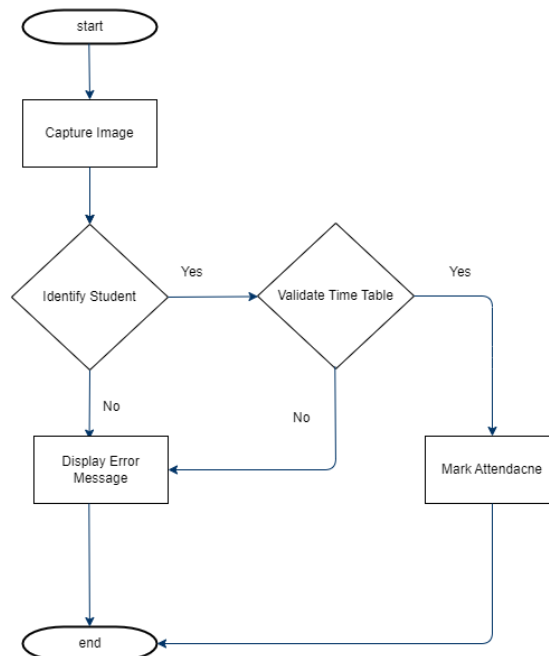 start
Capture Image
Identify Student
Yes
Validate Time Table
Yes
No
No
Display Error
Message
Mark Attendacne
end